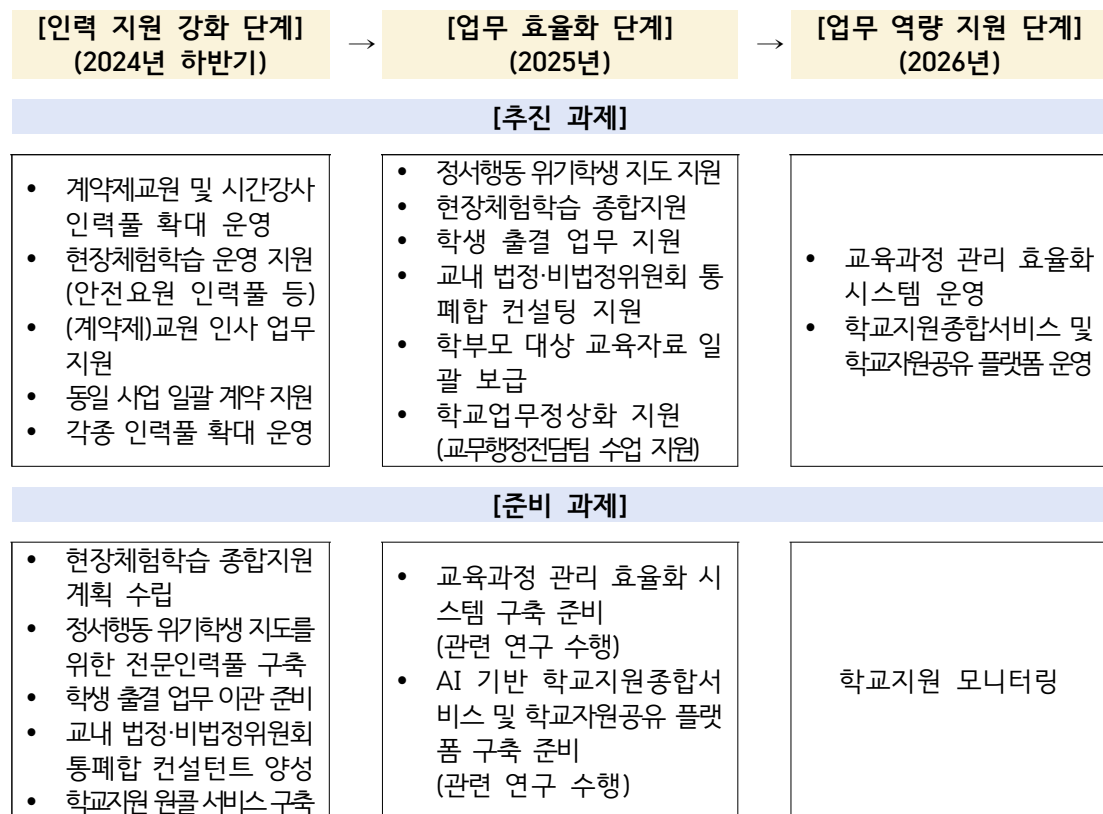 [인력 지원 강화 단계]
(2024년 하반기)
→
[업무 효율화 단계]
(2025년)
→
[업무 역량 지원 단계]
(2026년)
[추진 과제]
• 계약제교원 및 시간강사
인력풀 확대 운영
• 현장체험학습 운영 지원
(안전요원 인력풀 등)
• (계약제)교원 인사 업무
지원
• 동일 사업 일괄 계약 지원
• 각종 인력풀 확대 운영
• 정서행동 위기학생 지도 지원
• 현장체험학습 종합지원
• 학생 출결 업무 지원
• 교내 법정·비법정위원회 통
폐합 컨설팅 지원
• 학부모 대상 교육자료 일
괄 보급
• 학교업무정상화 지원
(교무행정전담팀 수업 지원)
• 교육과정 관리 효율화
시스템 운영
• 학교지원종합서비스 및
학교자원공유 플랫폼 운영
[준비 과제]
• 현장체험학습 종합지원
계획 수립
• 정서행동 위기학생 지도를
위한 전문인력풀 구축
• 학생 출결 업무 이관 준비
• 교내 법정·비법정위원회
통폐합 컨설턴트 양성
• 학교지원 원콜 서비스 구축
• 교육과정 관리 효율화 시
스템 구축 준비
(관련 연구 수행)
• AI 기반 학교지원종합서
비스 및 학교자원공유 플랫
폼 구축 준비
(관련 연구 수행)
학교지원 모니터링